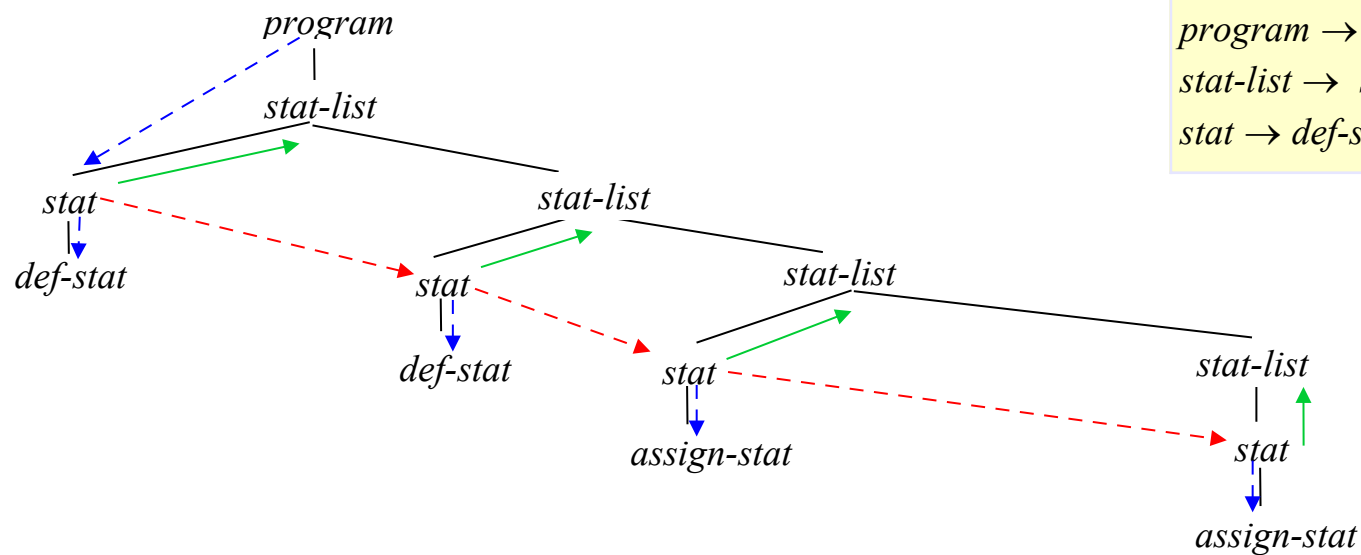 program
program →
stat-list →
stat → def-s
stat-list
stat
stat-list
def-stat
stat
stat-list
def-stat
stat
stat-list
assign-stat
stat
assign-stat